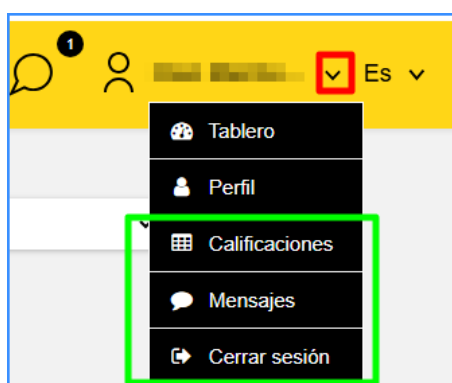 1
Es
Tablero
Perfil
Calificaciones
Mensajes
Cerrar sesión